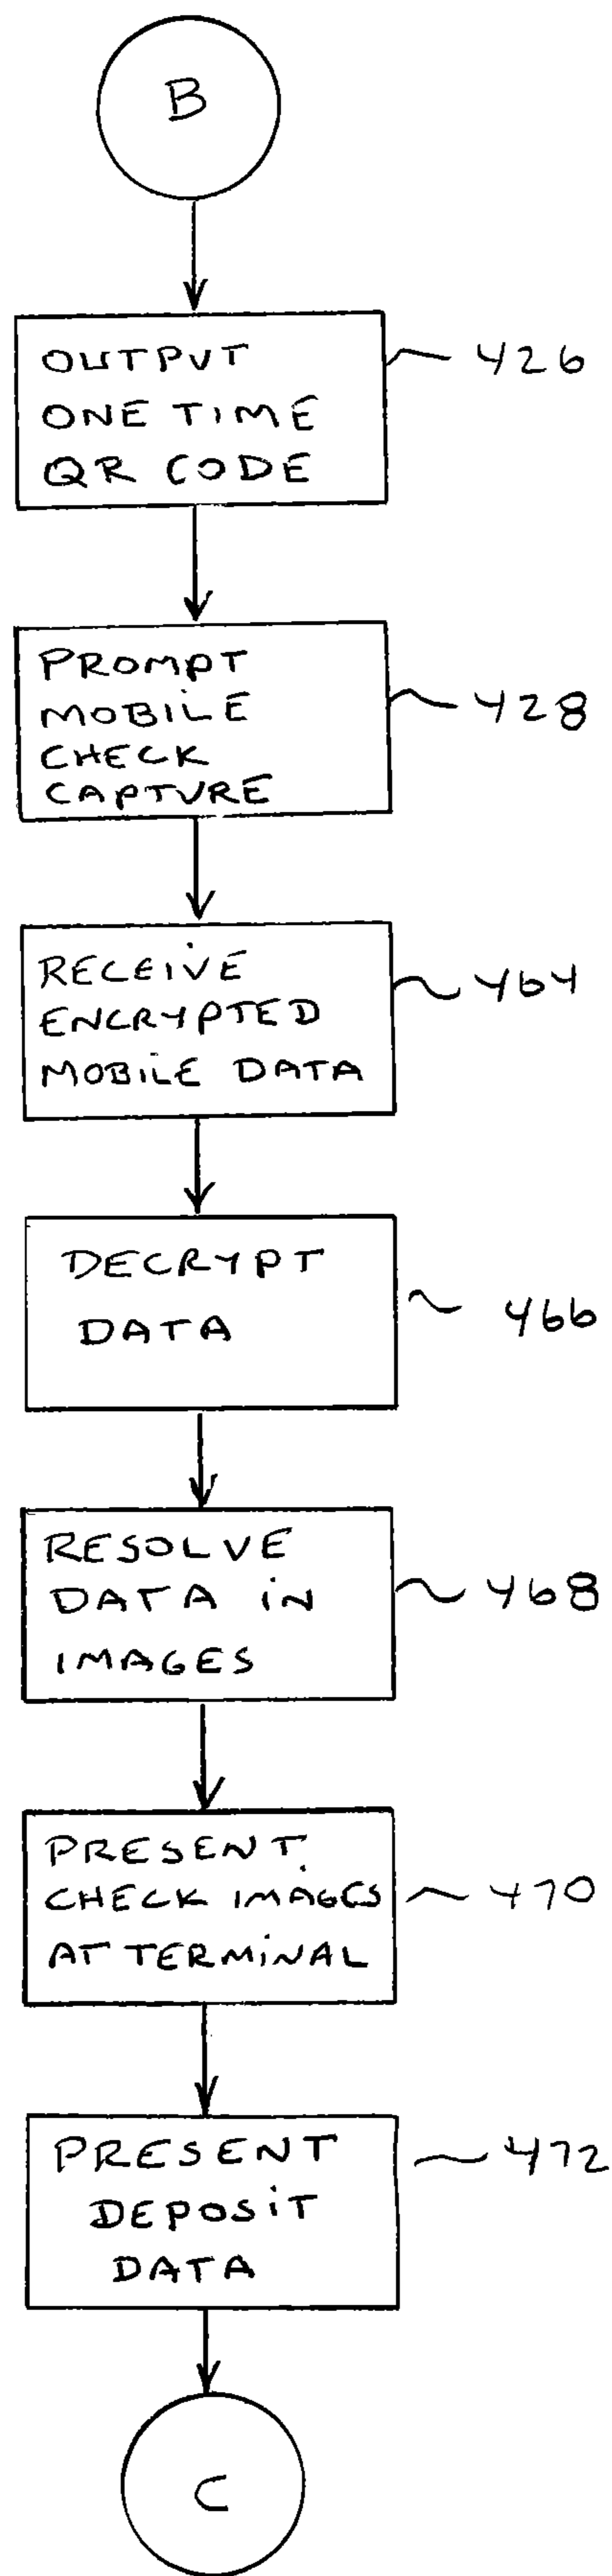 B
OUTPUT
ONE TIME
QR CODE
426
PROMPT
MOBILE
CHECK
CAPTURE
428
RECEIVE
ENCRYPTED
MOBILE DATA
464
DECRYPT
DATA
466
RESOLVE
DATA IN
IMAGES
468
PRESENT
CHECK IMAGES
AT TERMINAL
470
PRESENT
DEPOSIT
DATA
472
C